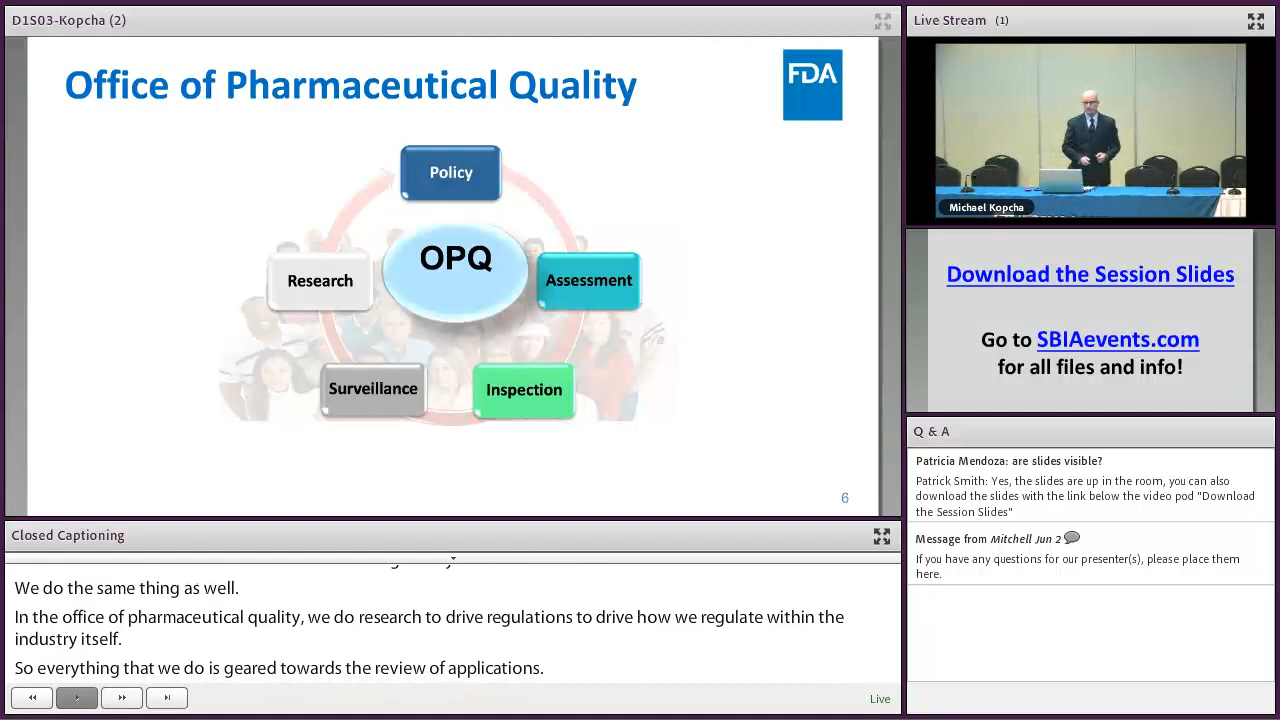 D1S03-Kopcha (2)
Office of Pharmaceutical Quality
FDA
Policy
OPQ
Research
Assessment
Surveillance
Inspection
6
Closed Captioning
We do the same thing as well.
In the office of pharmaceutical quality, we do research to drive regulations to drive how we regulate within the
industry itself.
So everything that we do is geared towards the review of applications.
Live
Live Stream (1)
Michael Kopcha
Download the Session Slides
Go to SBIAevents.com
for all files and info!
Q & A
Patricia Mendoza: are slides visible?
Patrick Smith: Yes, the slides are up in the room, you can also
download the slides with the link below the video pod "Download
the Session Slides"
Message from Mitchell Jun 2
If you have any questions for our presenter(s), please place them
here.